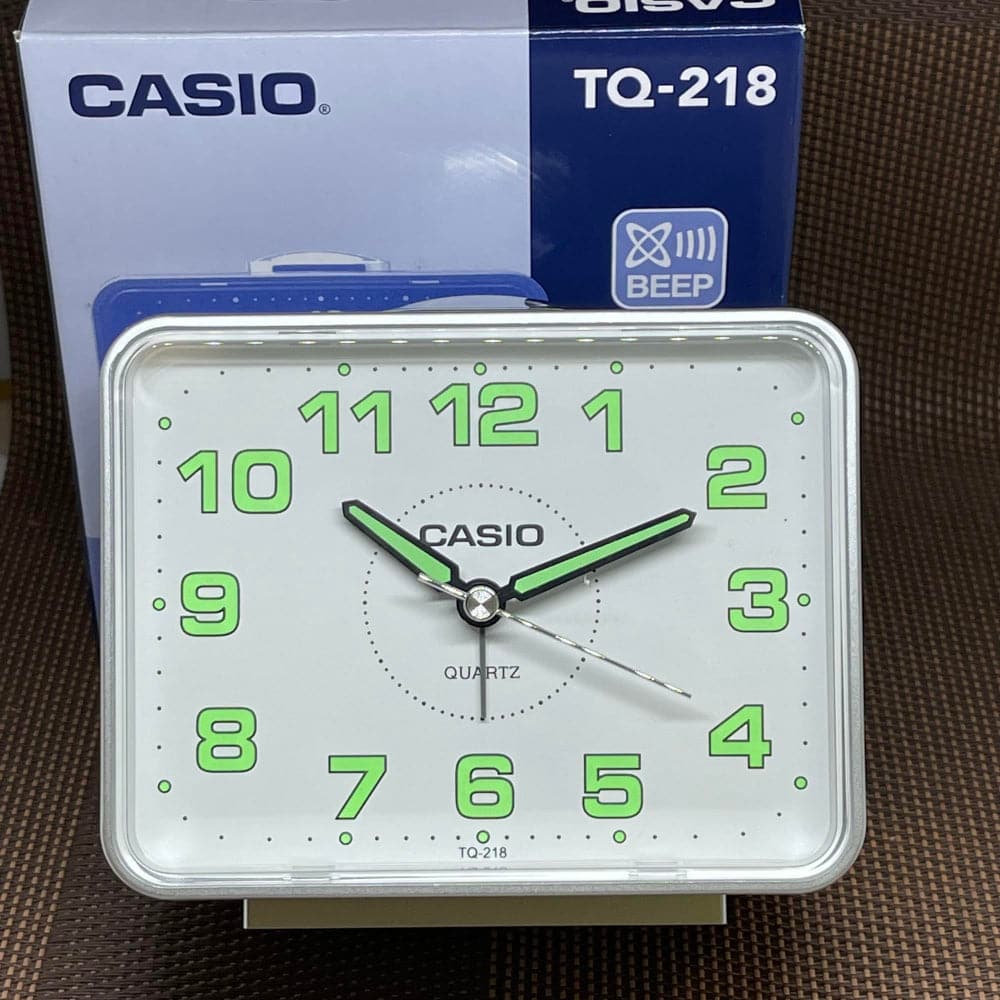 CASIO
CASIO®
TQ-218
BEEP
11 12 1
10 2
CASIO
9 3
QUARTZ
8 4
7 6 5
TQ-218